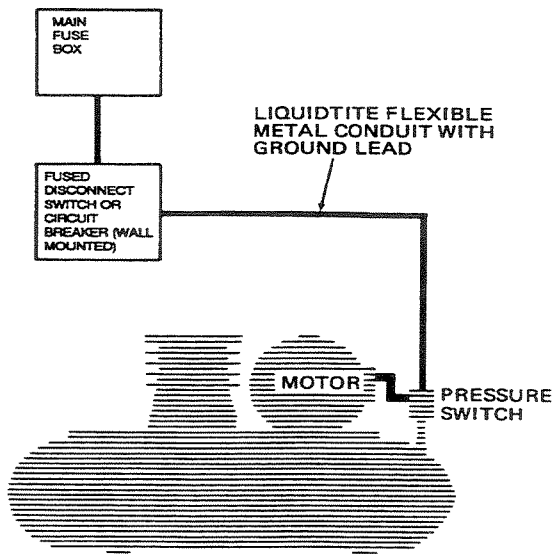 MAIN
FUSE
BOX
LIQUIDTITE FLEXIBLE
METAL CONDUIT WITH
GROUND LEAD
FUSED
DISCONNECT
SWITCH OR
CIRCUIT
BREAKER (WALL
MOUNTED)
MOTOR
PRESSURE
SWITCH